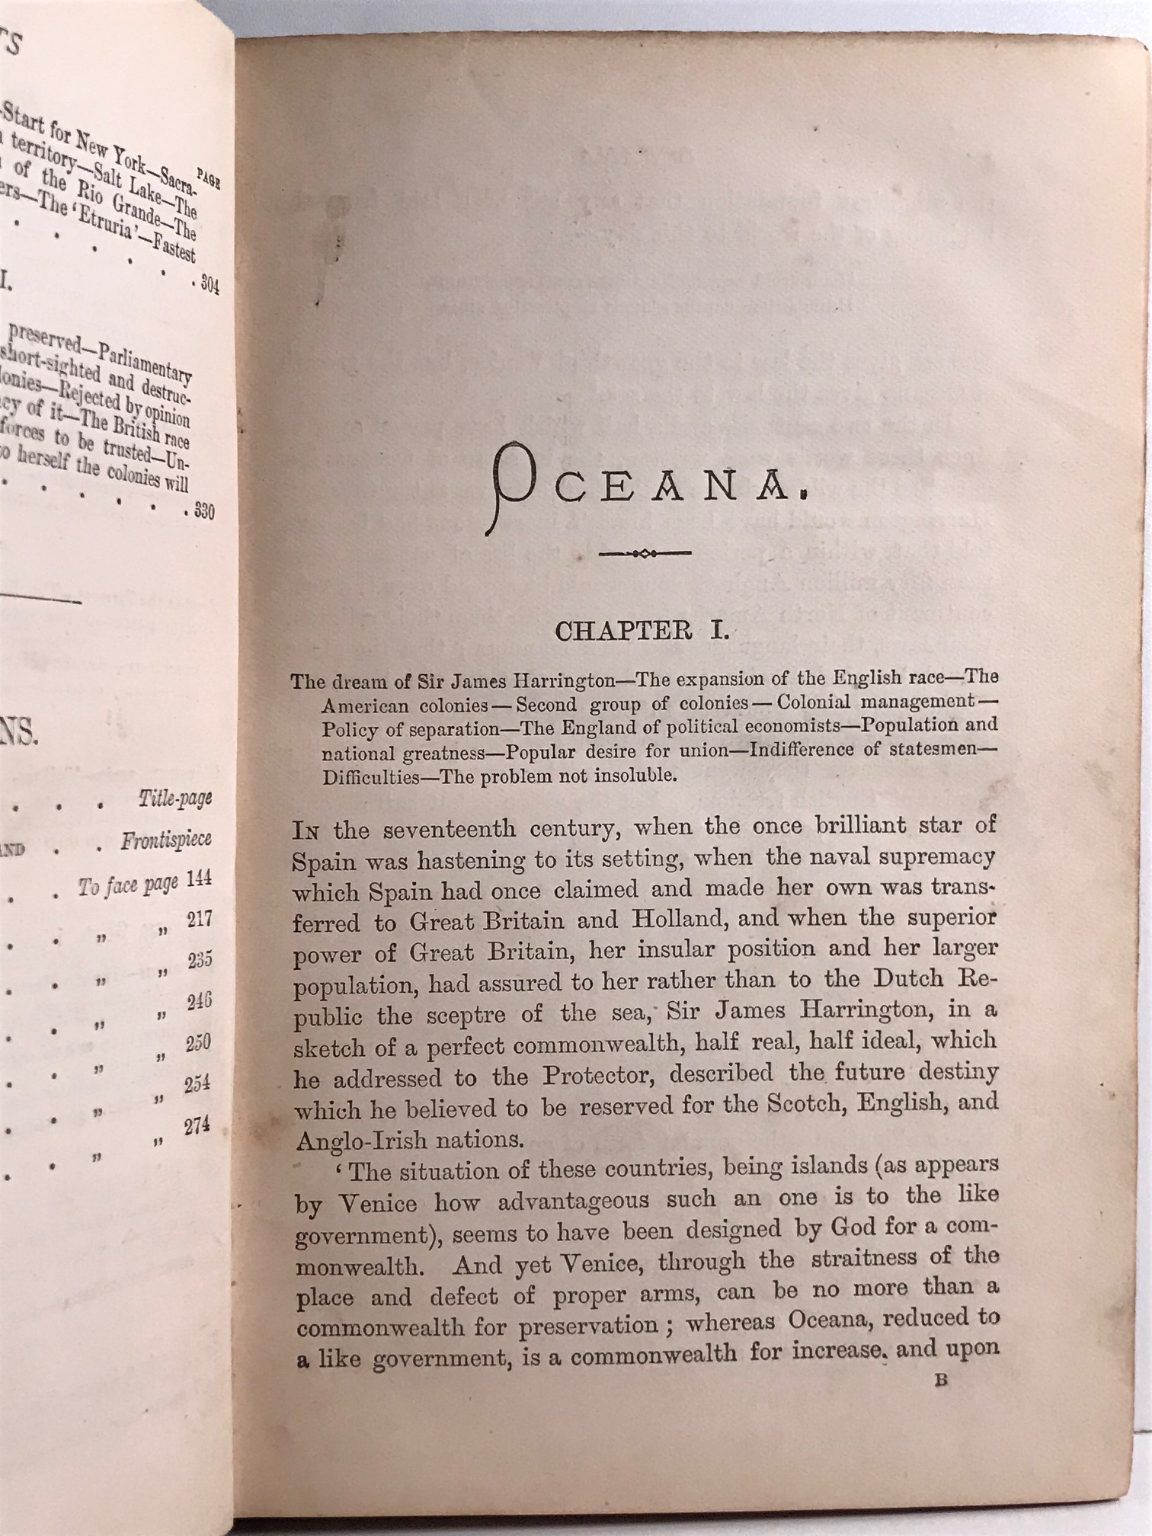 TS
PAGE
—Start for New York—Sacra-
territory—Salt Lake—The
of the Rio Grande—The
ers—The 'Etruria'—Fastest
. . . . . . 304
I.
preserved—Parliamentary
short-sighted and destruc-
lonies—Rejected by opinion
cy of it—The British race
forces to be trusted—Un-
to herself the colonies will
. . . . . . 330
NS.
. . . Title-page
AND . . Frontispiece
. . To face page 144
. . „ „ 217
. . „ „ 235
. . „ „ 246
. . „ „ 250
. . „ „ 254
. . „ „ 274
OCEANA.
CHAPTER I.
The dream of Sir James Harrington—The expansion of the English race—The
American colonies—Second group of colonies—Colonial management—
Policy of separation—The England of political economists—Population and
national greatness—Popular desire for union—Indifference of statesmen—
Difficulties—The problem not insoluble.
IN the seventeenth century, when the once brilliant star of
Spain was hastening to its setting, when the naval supremacy
which Spain had once claimed and made her own was trans-
ferred to Great Britain and Holland, and when the superior
power of Great Britain, her insular position and her larger
population, had assured to her rather than to the Dutch Re-
public the sceptre of the sea, Sir James Harrington, in a
sketch of a perfect commonwealth, half real, half ideal, which
he addressed to the Protector, described the future destiny
which he believed to be reserved for the Scotch, English, and
Anglo-Irish nations.
'The situation of these countries, being islands (as appears
by Venice how advantageous such an one is to the like
government), seems to have been designed by God for a com-
monwealth. And yet Venice, through the straitness of the
place and defect of proper arms, can be no more than a
commonwealth for preservation; whereas Oceana, reduced to
a like government, is a commonwealth for increase, and upon
B